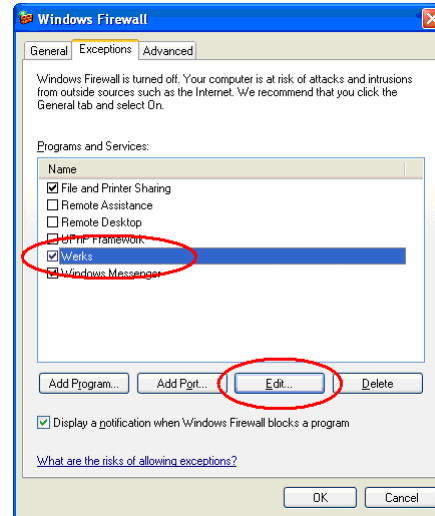 Windows Firewall
General Exceptions Advanced
Windows Firewall is turned off. Your computer is at risk of attacks and intrusions
from outside sources such as the Internet. We recommend that you click the
General tab and select On.
Programs and Services:
Name
File and Printer Sharing
Remote Assistance
Remote Desktop
UPnP Framework
Werks
Windows Messenger
Add Program... Add Port... Edit... Delete
Display a notification when Windows Firewall blocks a program
What are the risks of allowing exceptions?
OK Cancel